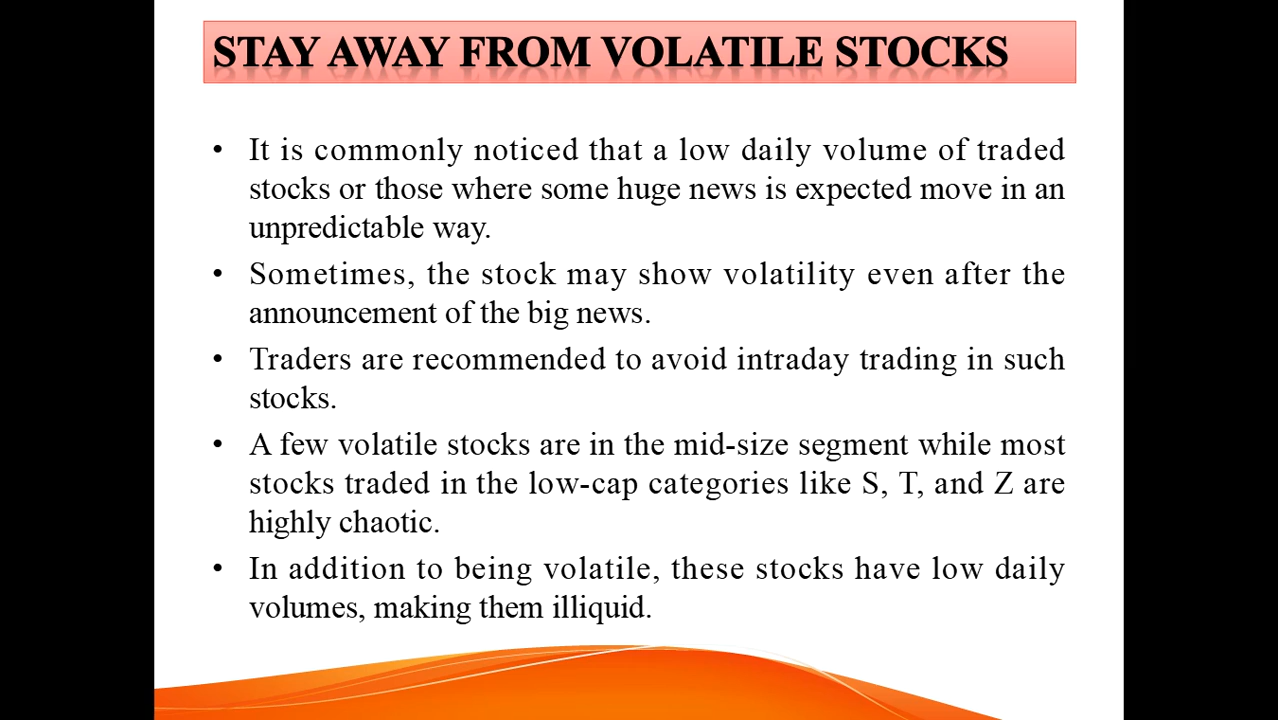 STAY AWAY FROM VOLATILE STOCKS
• It is commonly noticed that a low daily volume of traded
stocks or those where some huge news is expected move in an
unpredictable way.
• Sometimes, the stock may show volatility even after the
announcement of the big news.
• Traders are recommended to avoid intraday trading in such
stocks.
• A few volatile stocks are in the mid-size segment while most
stocks traded in the low-cap categories like S, T, and Z are
highly chaotic.
• In addition to being volatile, these stocks have low daily
volumes, making them illiquid.